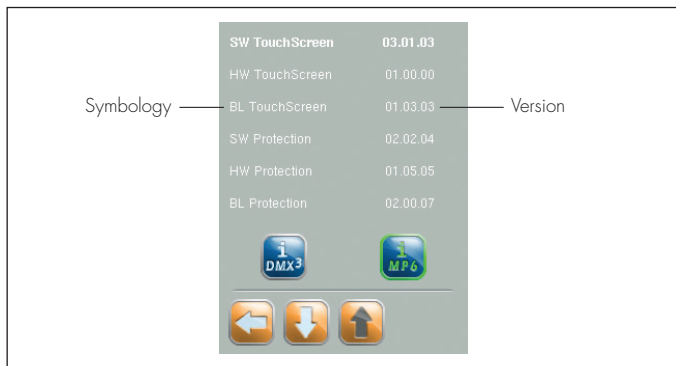 SW TouchScreen 03.01.03
HW TouchScreen 01.00.00
Symbology BL TouchScreen 01.03.03 Version
SW Protection 02.02.04
HW Protection 01.05.05
BL Protection 02.00.07
i i
DMX³ MP6